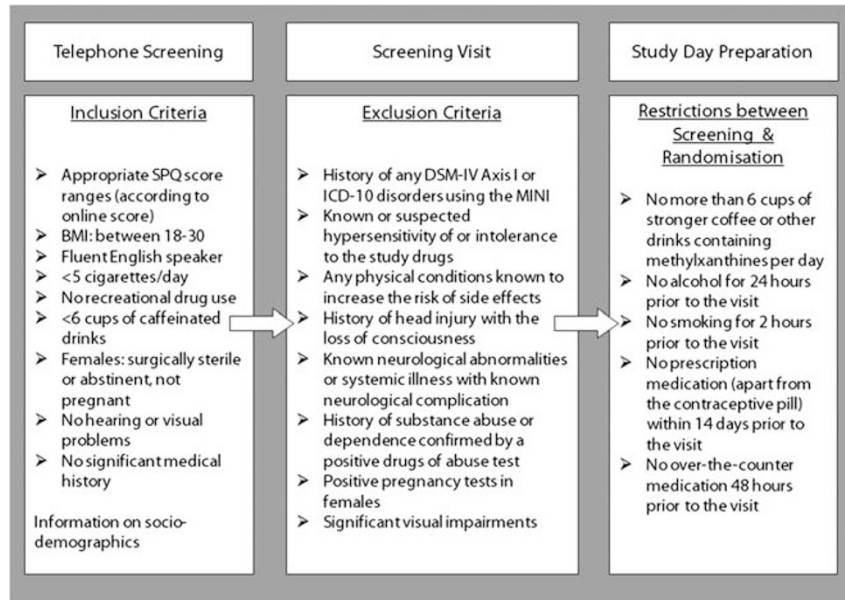 Telephone Screening
Inclusion Criteria
➢ Appropriate SPQ score
ranges (according to
online score)
➢ BMI: between 18-30
➢ Fluent English speaker
➢ <5 cigarettes/day
➢ No recreational drug use
➢ <6 cups of caffeinated
drinks
➢ Females: surgically sterile
or abstinent, not
pregnant
➢ No hearing or visual
problems
➢ No significant medical
history
Information on socio-
demographics
Screening Visit
Exclusion Criteria
➢ History of any DSM-IV Axis I or
ICD-10 disorders using the MINI
➢ Known or suspected
hypersensitivity of or intolerance
to the study drugs
➢ Any physical conditions known to
increase the risk of side effects
➢ History of head injury with the
loss of consciousness
➢ Known neurological abnormalities
or systemic illness with known
neurological complication
➢ History of substance abuse or
dependence confirmed by a
positive drugs of abuse test
➢ Positive pregnancy tests in
females
➢ Significant visual impairments
Study Day Preparation
Restrictions between
Screening &
Randomisation
➢ No more than 6 cups of
stronger coffee or other
drinks containing
methylxanthines per day
➢ No alcohol for 24 hours
prior to the visit
➢ No smoking for 2 hours
prior to the visit
➢ No prescription
medication (apart from
the contraceptive pill)
within 14 days prior to
the visit
➢ No over-the-counter
medication 48 hours
prior to the visit